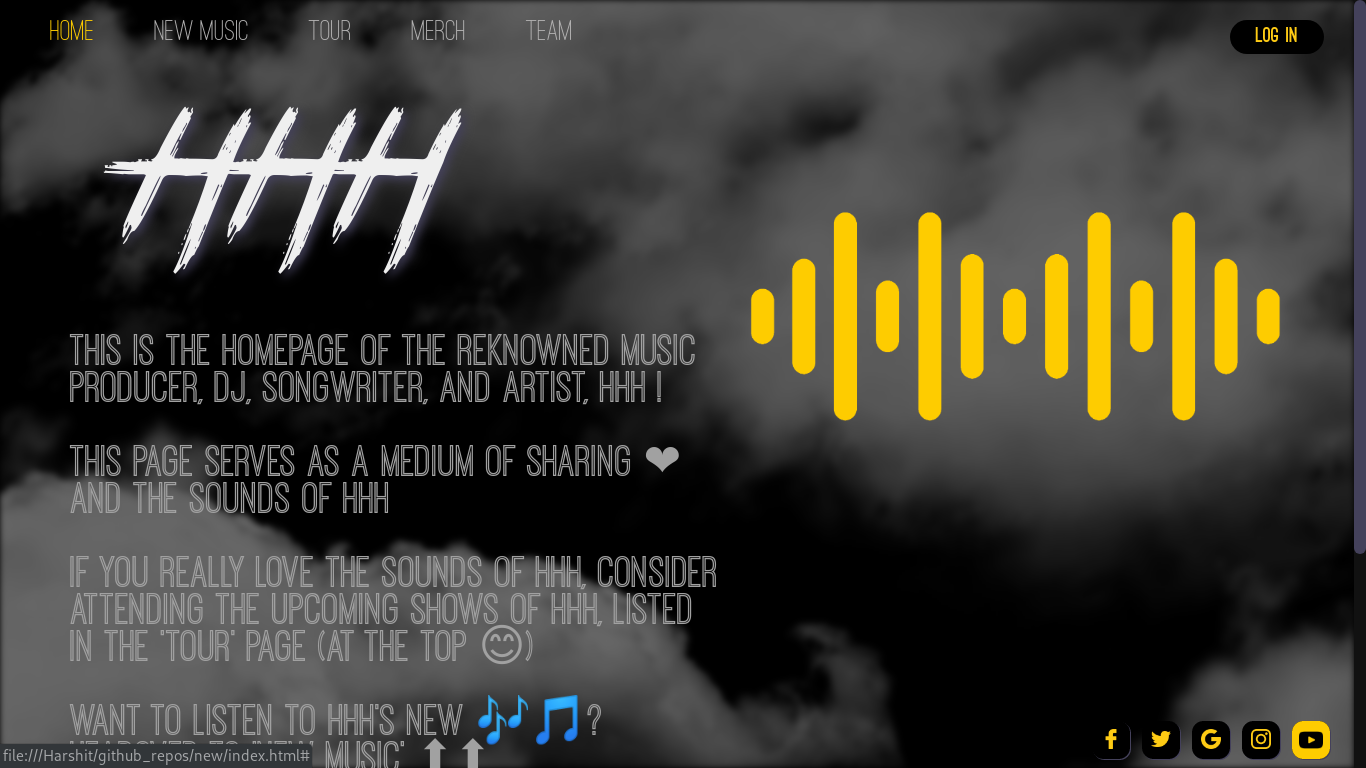 HOME NEW MUSIC TOUR MERCH TEAM LOG IN
HHH
THIS IS THE HOMEPAGE OF THE REKNOWNED MUSIC
PRODUCER, DJ, SONGWRITER, AND ARTIST, HHH !
THIS PAGE SERVES AS A MEDIUM OF SHARING ❤
AND THE SOUNDS OF HHH
IF YOU REALLY LOVE THE SOUNDS OF HHH, CONSIDER
ATTENDING THE UPCOMING SHOWS OF HHH, LISTED
IN THE 'TOUR' PAGE (AT THE TOP 😊)
WANT TO LISTEN TO HHH'S NEW 🎶🎵?
MUSIC' ⬆ ⬆
file:///Harshit/github_repos/new/index.html#